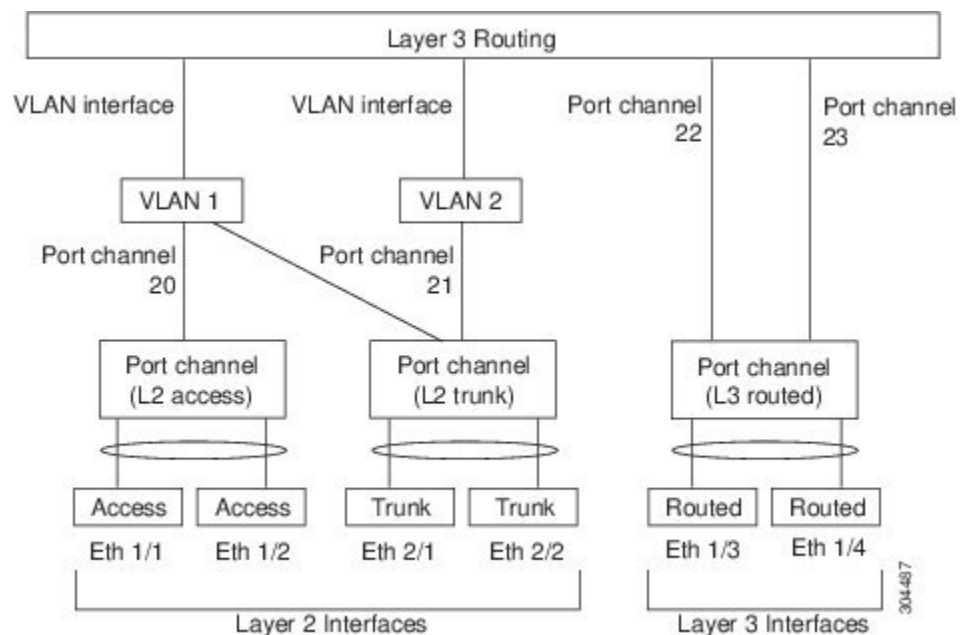 Layer 3 Routing
VLAN interface
VLAN interface
Port channel
22
Port channel
23
VLAN 1
VLAN 2
Port channel
20
Port channel
21
Port channel
(L2 access)
Port channel
(L2 trunk)
Port channel
(L3 routed)
Access
Access
Trunk
Trunk
Routed
Routed
Eth 1/1
Eth 1/2
Eth 2/1
Eth 2/2
Eth 1/3
Eth 1/4
Layer 2 Interfaces
Layer 3 Interfaces
304487